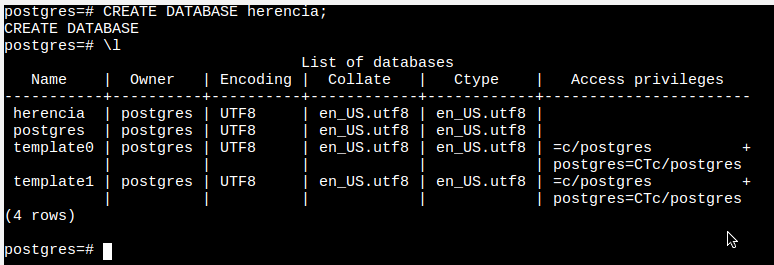 postgres=# CREATE DATABASE herencia;
CREATE DATABASE
postgres=# \l
                                 List of databases
   Name    |  Owner   | Encoding |  Collate   |   Ctype    |   Access privileges
-----------+----------+----------+------------+------------+-----------------------
 herencia  | postgres | UTF8     | en_US.utf8 | en_US.utf8 |
 postgres  | postgres | UTF8     | en_US.utf8 | en_US.utf8 |
 template0 | postgres | UTF8     | en_US.utf8 | en_US.utf8 | =c/postgres          +
           |          |          |            |            | postgres=CTc/postgres
 template1 | postgres | UTF8     | en_US.utf8 | en_US.utf8 | =c/postgres          +
           |          |          |            |            | postgres=CTc/postgres
(4 rows)

postgres=#